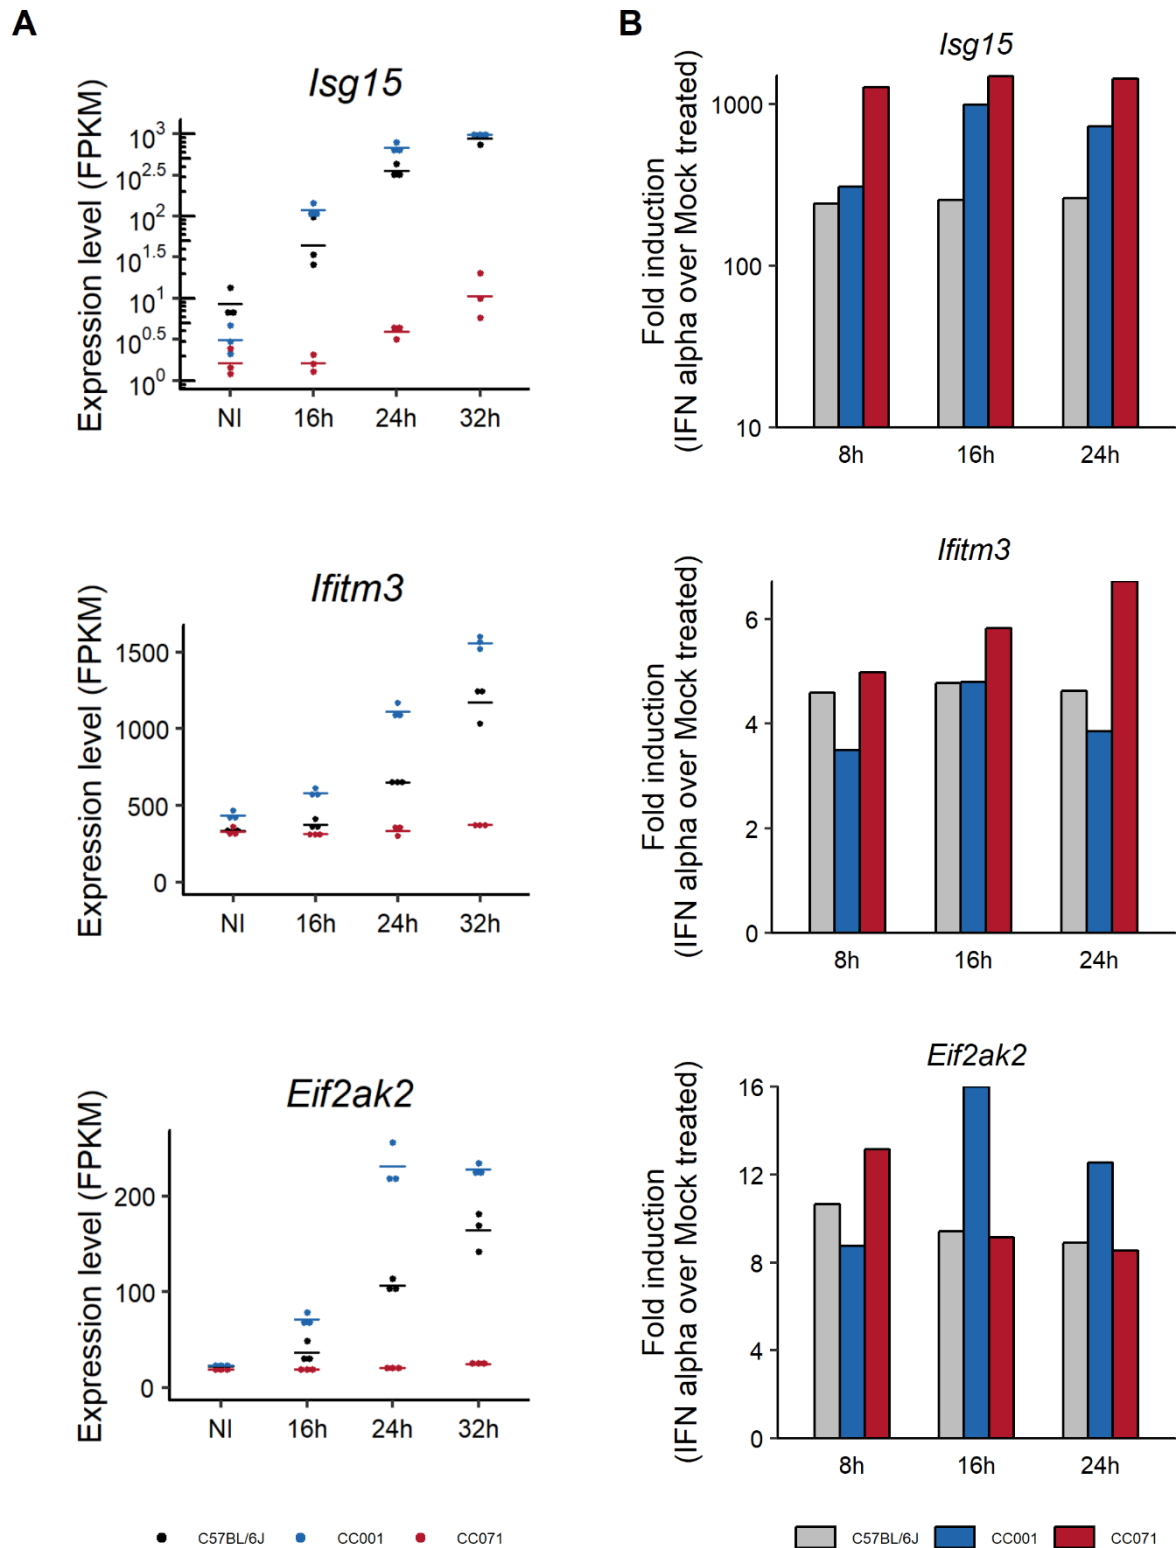 A
Isg15
Expression level (FPKM)
10^3
10^2.5
10^2
10^1.5
10^1
10^0.5
10^0
NI 16h 24h 32h
B
Isg15
Fold induction
(IFN alpha over Mock treated)
1000
100
10
8h 16h 24h
Ifitm3
Expression level (FPKM)
1500
1000
500
0
NI 16h 24h 32h
Ifitm3
Fold induction
(IFN alpha over Mock treated)
6
4
2
0
8h 16h 24h
Eif2ak2
Expression level (FPKM)
200
100
0
NI 16h 24h 32h
Eif2ak2
Fold induction
(IFN alpha over Mock treated)
16
12
8
4
0
8h 16h 24h
C57BL/6J CC001 CC071
C57BL/6J CC001 CC071